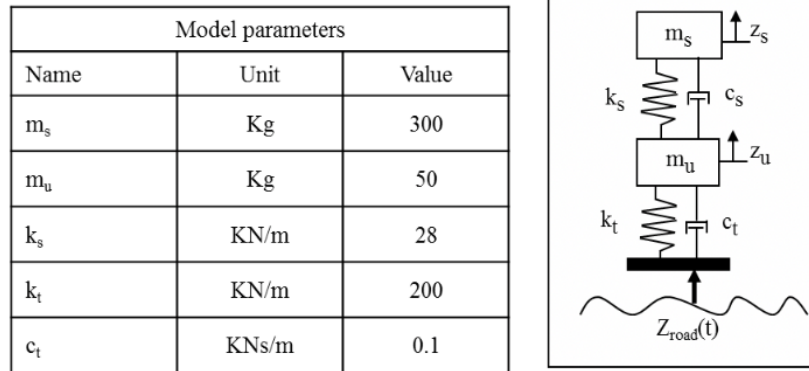 Model parameters
Name Unit Value
mₛ Kg 300
mᵤ Kg 50
kₛ KN/m 28
kₜ KN/m 200
cₜ KNs/m 0.1
mₛ zₛ
kₛ cₛ
mᵤ zᵤ
kₜ cₜ
Z_road(t)